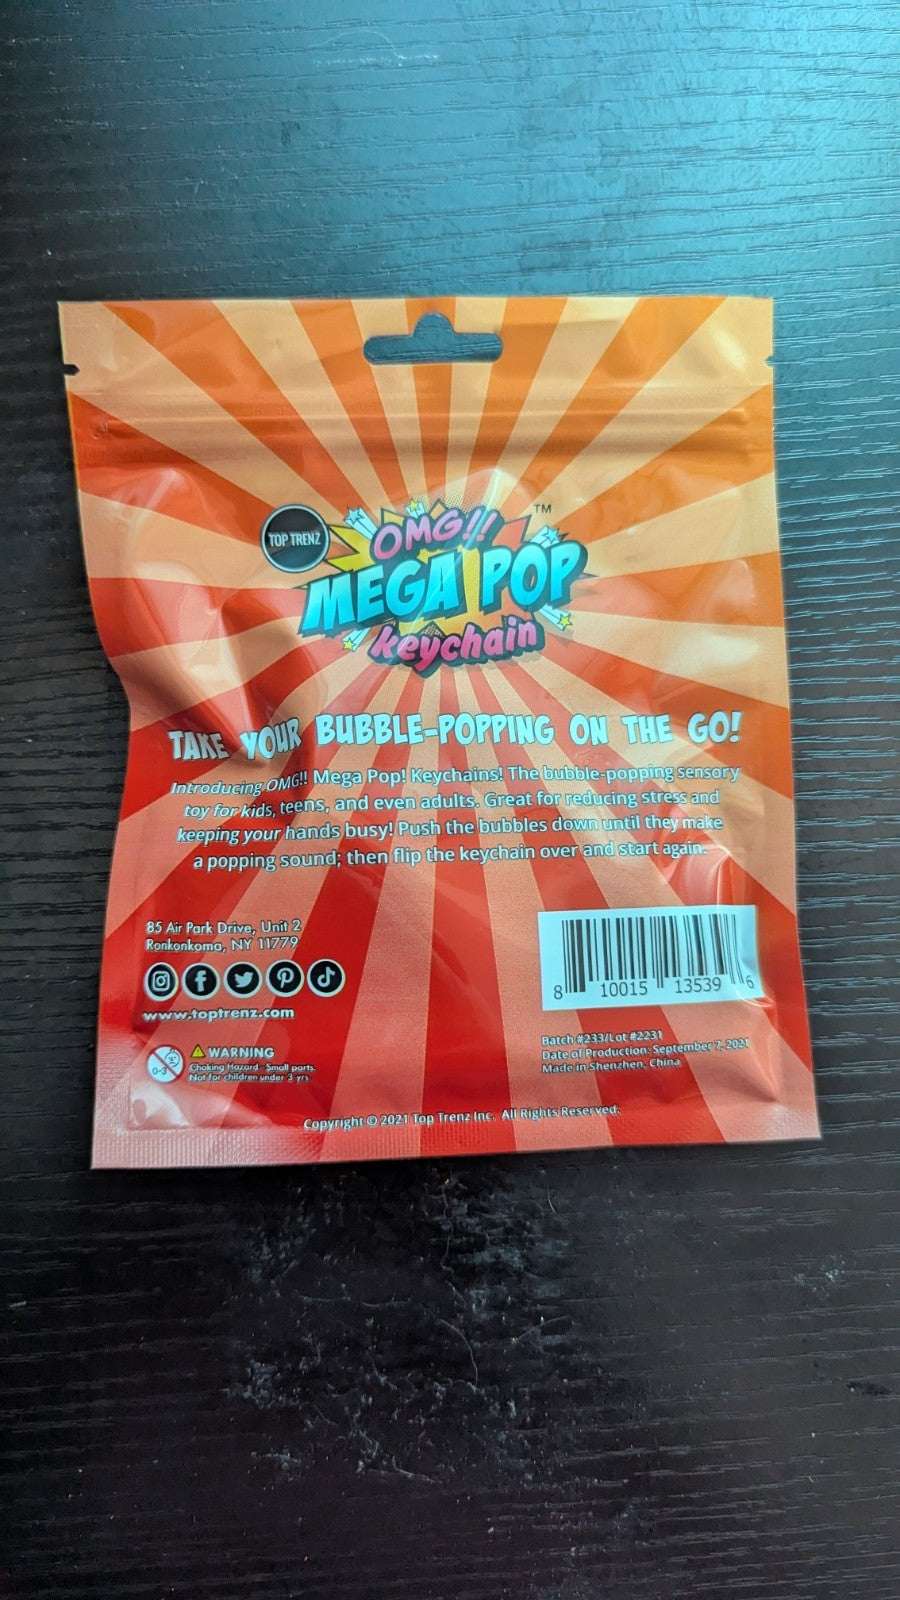 TOP TRENZ
OMG!!! ™
MEGA POP
keychain
TAKE YOUR BUBBLE-POPPING ON THE GO!
Introducing OMG!! Mega Pop! Keychains! The bubble-popping sensory
toy for kids, teens, and even adults. Great for reducing stress and
keeping your hands busy! Push the bubbles down until they make
a popping sound; then flip the keychain over and start again.
85 Air Park Drive, Unit 2
Ronkonkoma, NY 11779
www.toptrenz.com
0-3
WARNING
Choking Hazard - Small parts.
Not for children under 3 yrs.
8 10015 13539 6
Batch #233/Lot #2231
Date of Production: September 7, 2021
Made in Shenzhen, China
Copyright © 2021 Top Trenz Inc. All Rights Reserved.